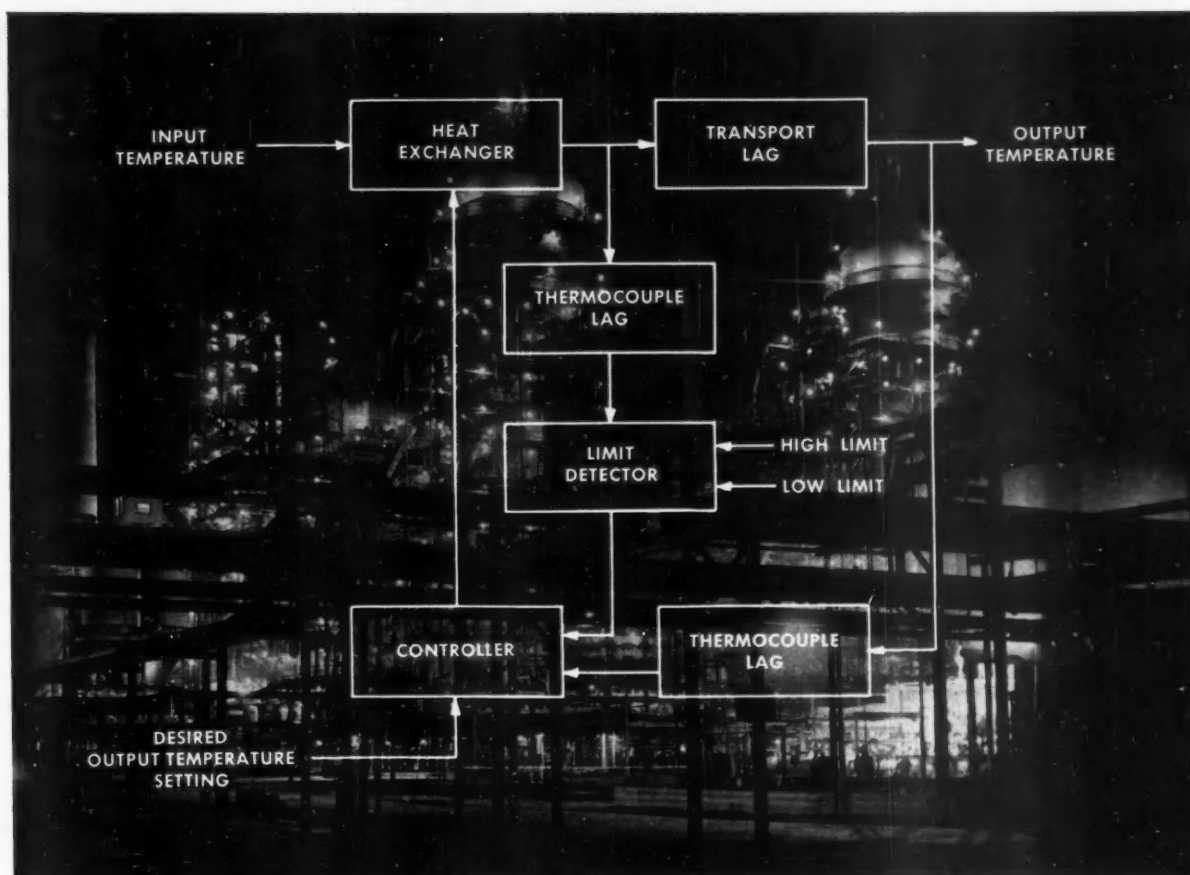 INPUT
TEMPERATURE
HEAT
EXCHANGER
TRANSPORT
LAG
OUTPUT
TEMPERATURE
THERMOCOUPLE
LAG
LIMIT
DETECTOR
HIGH LIMIT
LOW LIMIT
CONTROLLER
THERMOCOUPLE
LAG
DESIRED
OUTPUT TEMPERATURE
SETTING